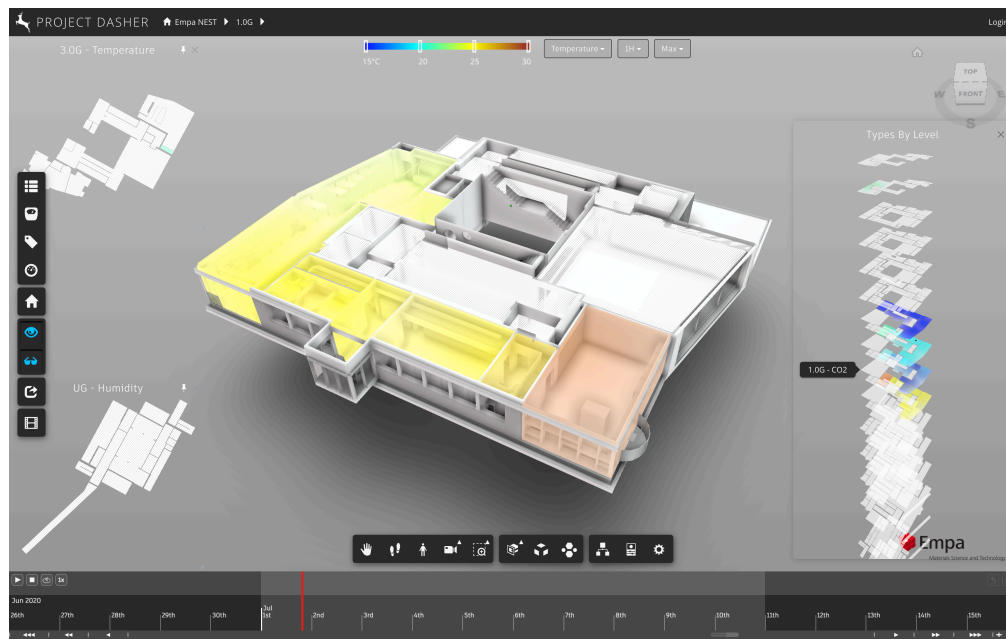 PROJECT DASHER Empa NEST 1.0G
Login
3.0G - Temperature
15°C 20 25 30
Temperature 1H Max
TOP
FRONT
W
E
S
Types By Level
1.0G - CO2
UG - Humidity
Empa
Materials Science and Technology
1x
Jun 2020
Jul
26th 27th 28th 29th 30th 1st 2nd 3rd 4th 5th 6th 7th 8th 9th 10th 11th 12th 13th 14th 15th